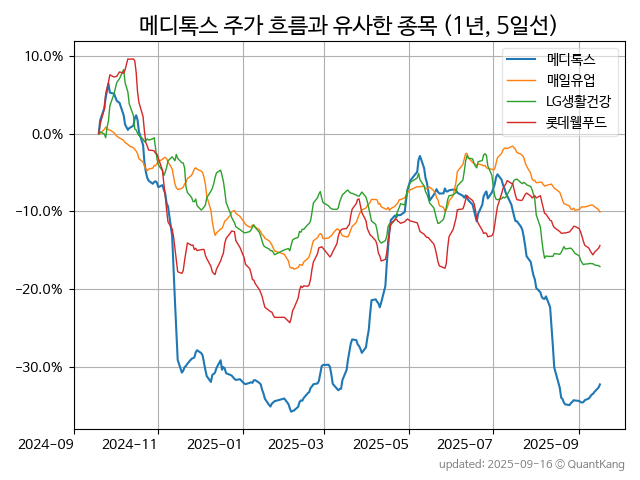 메디톡스 주가 흐름과 유사한 종목 (1년, 5일선)
메디톡스
매일유업
LG생활건강
롯데웰푸드
10.0%
0.0%
-10.0%
-20.0%
-30.0%
2024-09 2024-11 2025-01 2025-03 2025-05 2025-07 2025-09
updated: 2025-09-16 © QuantKang